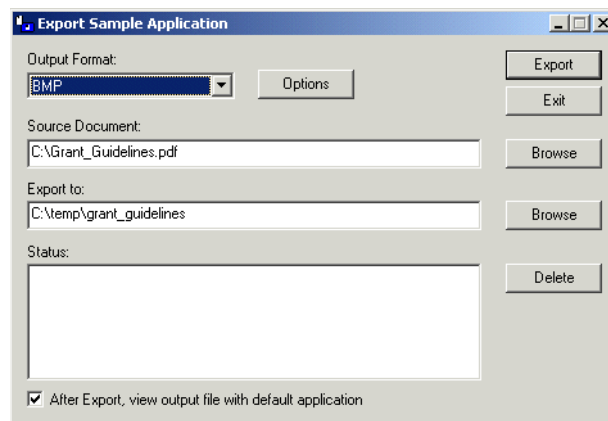 Export Sample Application
Output Format:
Export
BMP
Options
Exit
Source Document:
C:\Grant_Guidelines.pdf
Browse
Export to:
C:\temp\grant_guidelines
Browse
Status:
Delete
After Export, view output file with default application